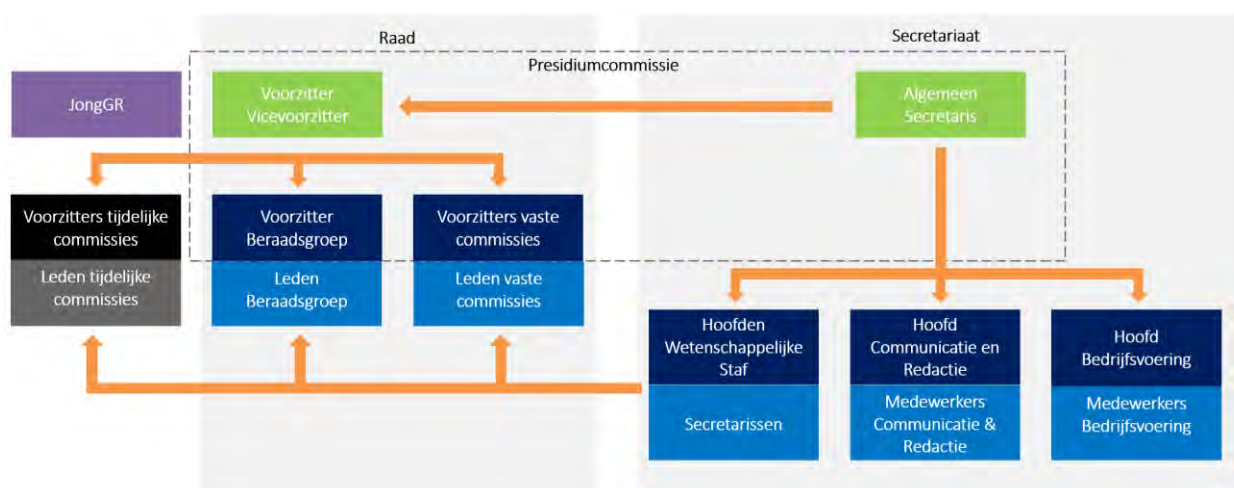 Raad
Secretariaat
Presidiumcommissie
JongGR
Voorzitter
Vicevoorzitter
Algemeen
Secretaris
Voorzitters tijdelijke
commissies
Leden tijdelijke
commissies
Voorzitter
Beraadsgroep
Leden
Beraadsgroep
Voorzitters vaste
commissies
Leden vaste
commissies
Hoofden
Wetenschappelijke
Staf
Secretarissen
Hoofd
Communicatie en
Redactie
Medewerkers
Communicatie &
Redactie
Hoofd
Bedrijfsvoering
Medewerkers
Bedrijfsvoering